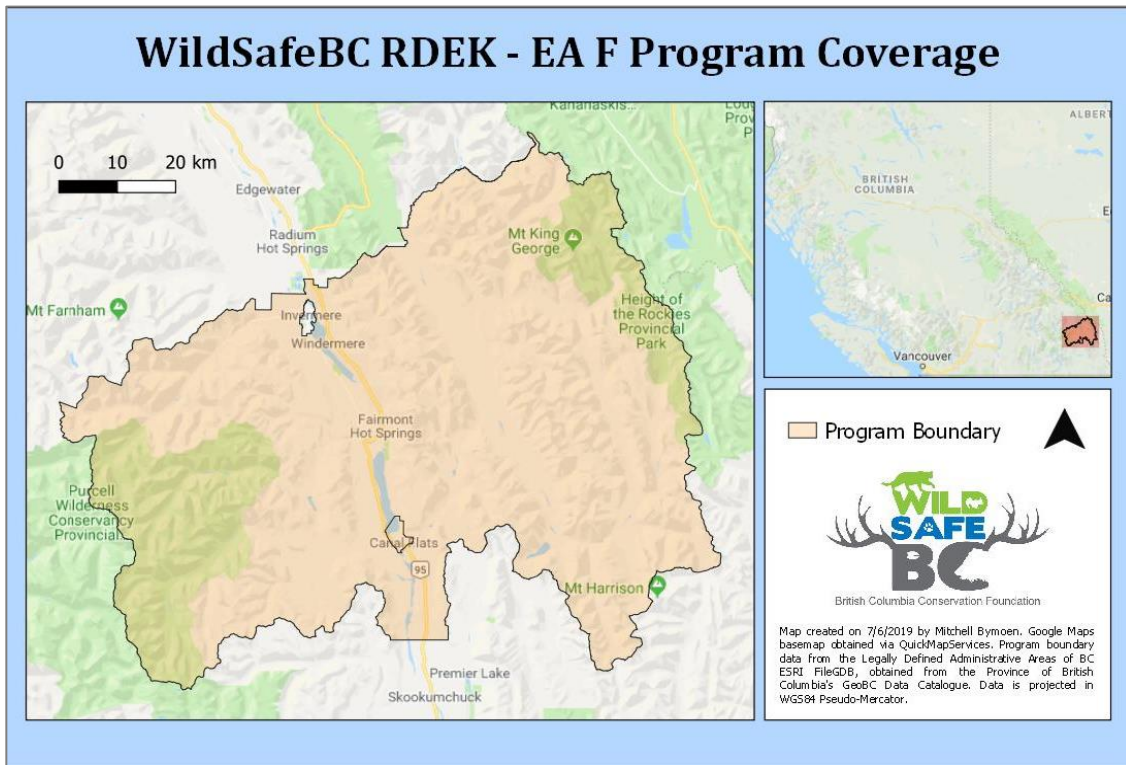 WildSafeBC RDEK - EA F Program Coverage
0 10 20 km
Kananaskis...
Edgewater
Radium
Hot Springs
Mt King
George
Mt Farnham
Invermere
Windermere
Height of
the Rockies
Provincial
Park
Fairmont
Hot Springs
Purcell
Wilderness
Conservancy
Provincial...
Canal Flats
95
Mt Harrison
Premier Lake
Skookumchuck
ALBERT
BRITISH
COLUMBIA
Ca
Vancouver
Program Boundary
WILD
SAFE
BC
British Columbia Conservation Foundation
Map created on 7/6/2019 by Mitchell Bymoen. Google Maps
basemap obtained via QuickMapServices. Program boundary
data from the Legally Defined Administrative Areas of BC
ESRI FileGDB, obtained from the Province of British
Columbia's GeoBC Data Catalogue. Data is projected in
WGS84 Pseudo-Mercator.